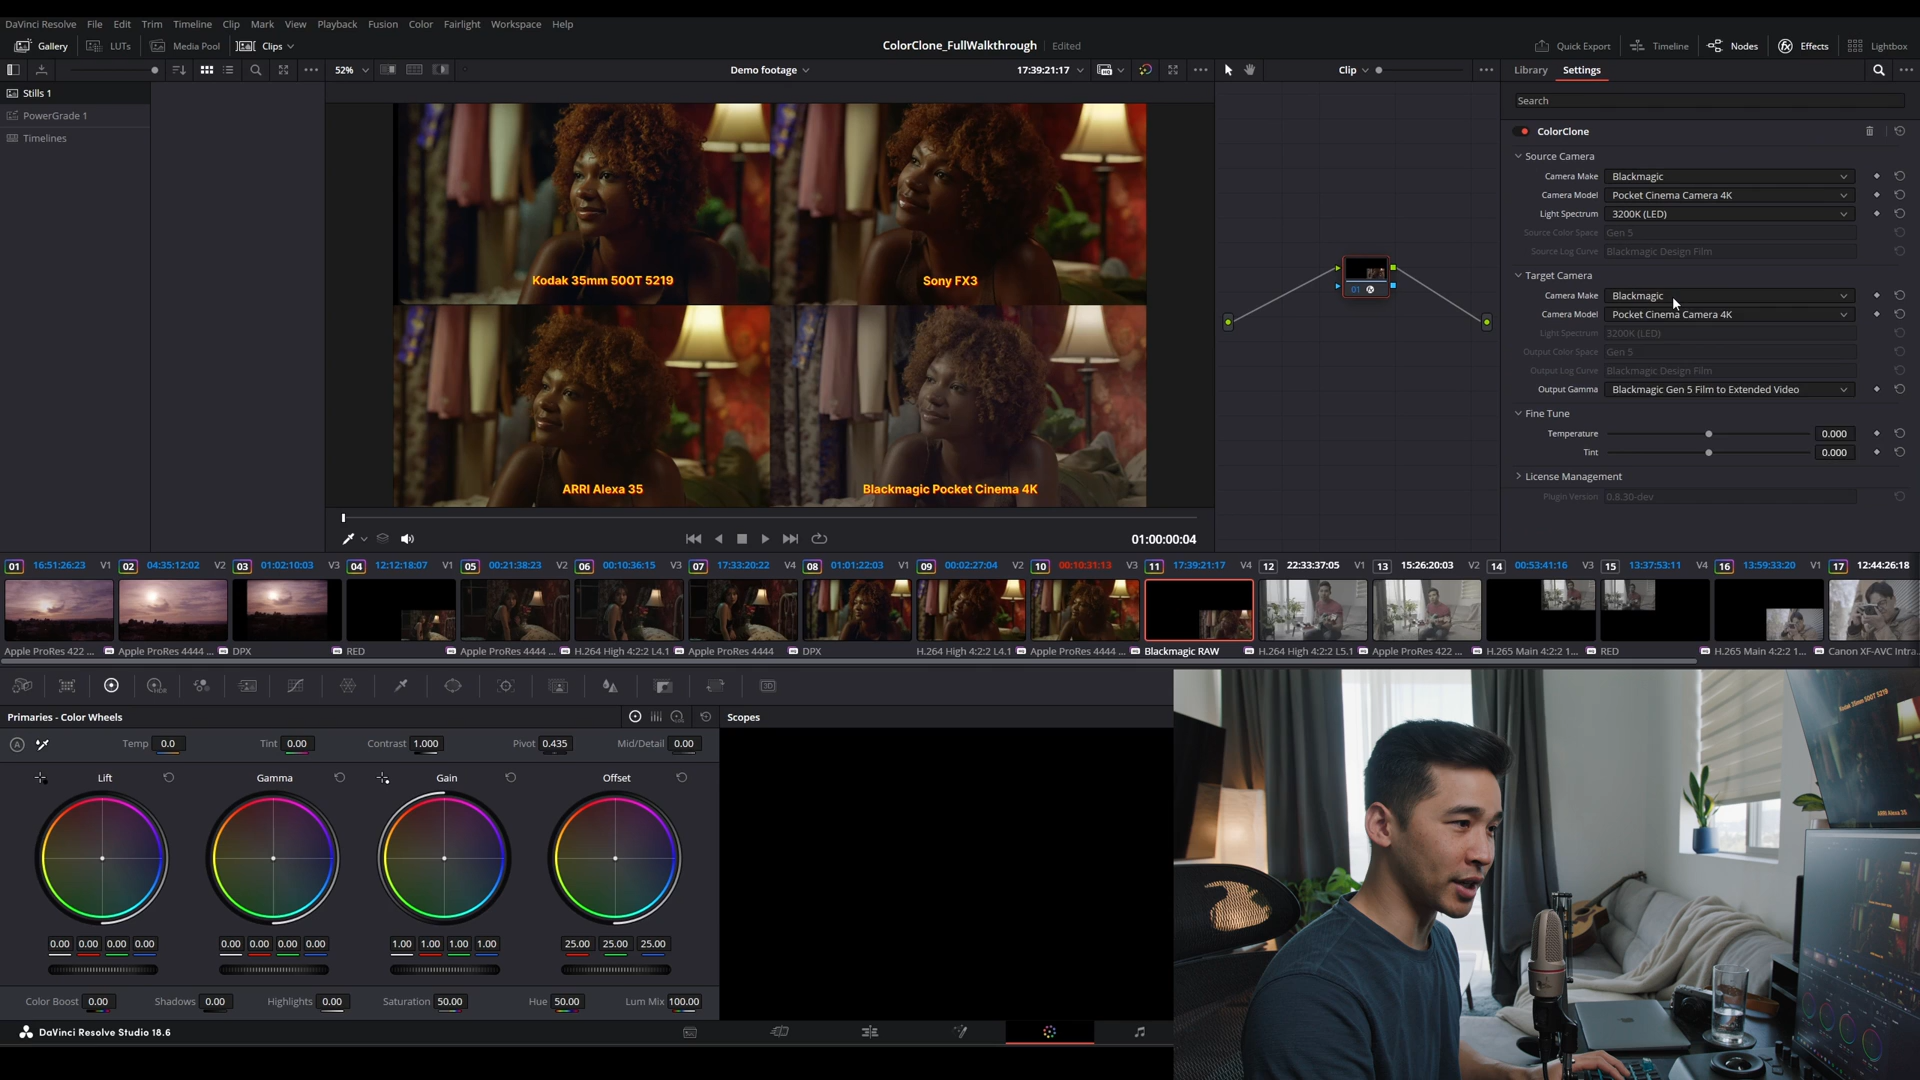 DaVinci Resolve File Edit Trim Timeline Clip Mark View Playback Fusion Color Fairlight Workspace Help
Gallery LUTs Media Pool Clips ColorClone_FullWalkthrough Edited Quick Export Timeline Nodes Effects Lightbox
52% Demo footage 17:39:21:17 Clip Library Settings
Stills 1
PowerGrade 1
Timelines
Kodak 35mm 500T 5219
Sony FX3
ARRI Alexa 35
Blackmagic Pocket Cinema 4K
01:00:00:04
01
Search
ColorClone
Source Camera
Camera Make Blackmagic
Camera Model Pocket Cinema Camera 4K
Light Spectrum 3200K (LED)
Source Color Space Gen 5
Source Log Curve Blackmagic Design Film
Target Camera
Camera Make Blackmagic
Camera Model Pocket Cinema Camera 4K
Light Spectrum 3200K (LED)
Output Color Space Gen 5
Output Log Curve Blackmagic Design Film
Output Gamma Blackmagic Gen 5 Film to Extended Video
Fine Tune
Temperature 0.000
Tint 0.000
License Management
Plugin Version 0.8.30-dev
01 16:51:26:23 V1 02 04:35:12:02 V2 03 01:02:10:03 V3 04 12:12:18:07 V1 05 00:21:38:23 V2 06 00:10:36:15 V3 07 17:33:20:22 V4 08 01:01:22:03 V1 09 00:02:27:04 V2 10 00:10:31:13 V3 11 17:39:21:17 V4 12 22:33:37:05 V1 13 15:26:20:03 V2 14 00:53:41:16 V3 15 13:37:53:11 V4 16 13:59:33:20 V1 17 12:44:26:18
Apple ProRes 422 ... Apple ProRes 4444 ... DPX RED Apple ProRes 4444 ... H.264 High 4:2:2 L4.1 Apple ProRes 4444 DPX H.264 High 4:2:2 L4.1 Apple ProRes 4444 ... Blackmagic RAW H.264 High 4:2:2 L5.1 Apple ProRes 422 ... H.265 Main 4:2:2 1... RED H.265 Main 4:2:2 1... Canon XF-AVC Intra...
HDR 3D
Primaries - Color Wheels
Scopes
A Temp 0.0 Tint 0.00 Contrast 1.000 Pivot 0.435 Mid/Detail 0.00
Lift Gamma Gain Offset
0.00 0.00 0.00 0.00 0.00 0.00 0.00 0.00 1.00 1.00 1.00 1.00 25.00 25.00 25.00
Color Boost 0.00 Shadows 0.00 Highlights 0.00 Saturation 50.00 Hue 50.00 Lum Mix 100.00
DaVinci Resolve Studio 18.6
Kodak 35mm 500T 5219
ARRI Alexa 35